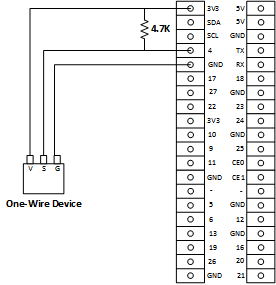 3V3 5V
4.7K
SDA 5V
SCL GND
4 TX
GND RX
17 18
27 GND
22 23
3V3 24
10 GND
9 25
11 CE0
GND CE1
- -
5 GND
6 12
13 GND
19 16
26 20
GND 21
V S G
One-Wire Device